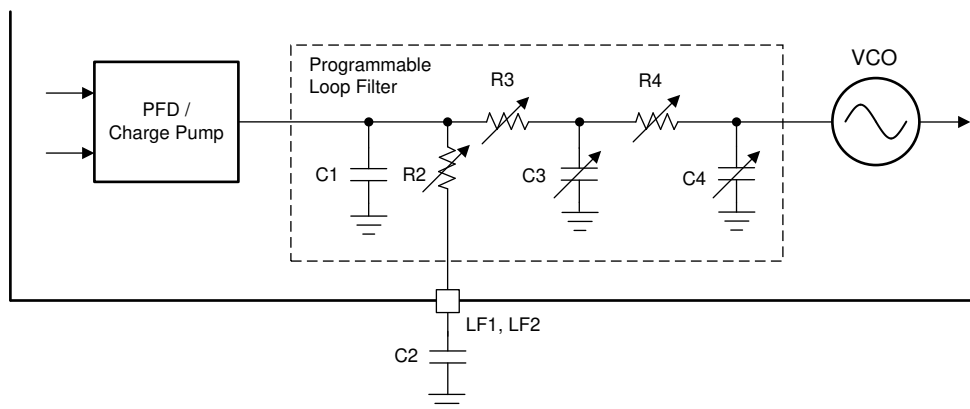 Programmable
Loop Filter
VCO
R3
R4
PFD /
Charge Pump
C1
R2
C3
C4
LF1, LF2
C2